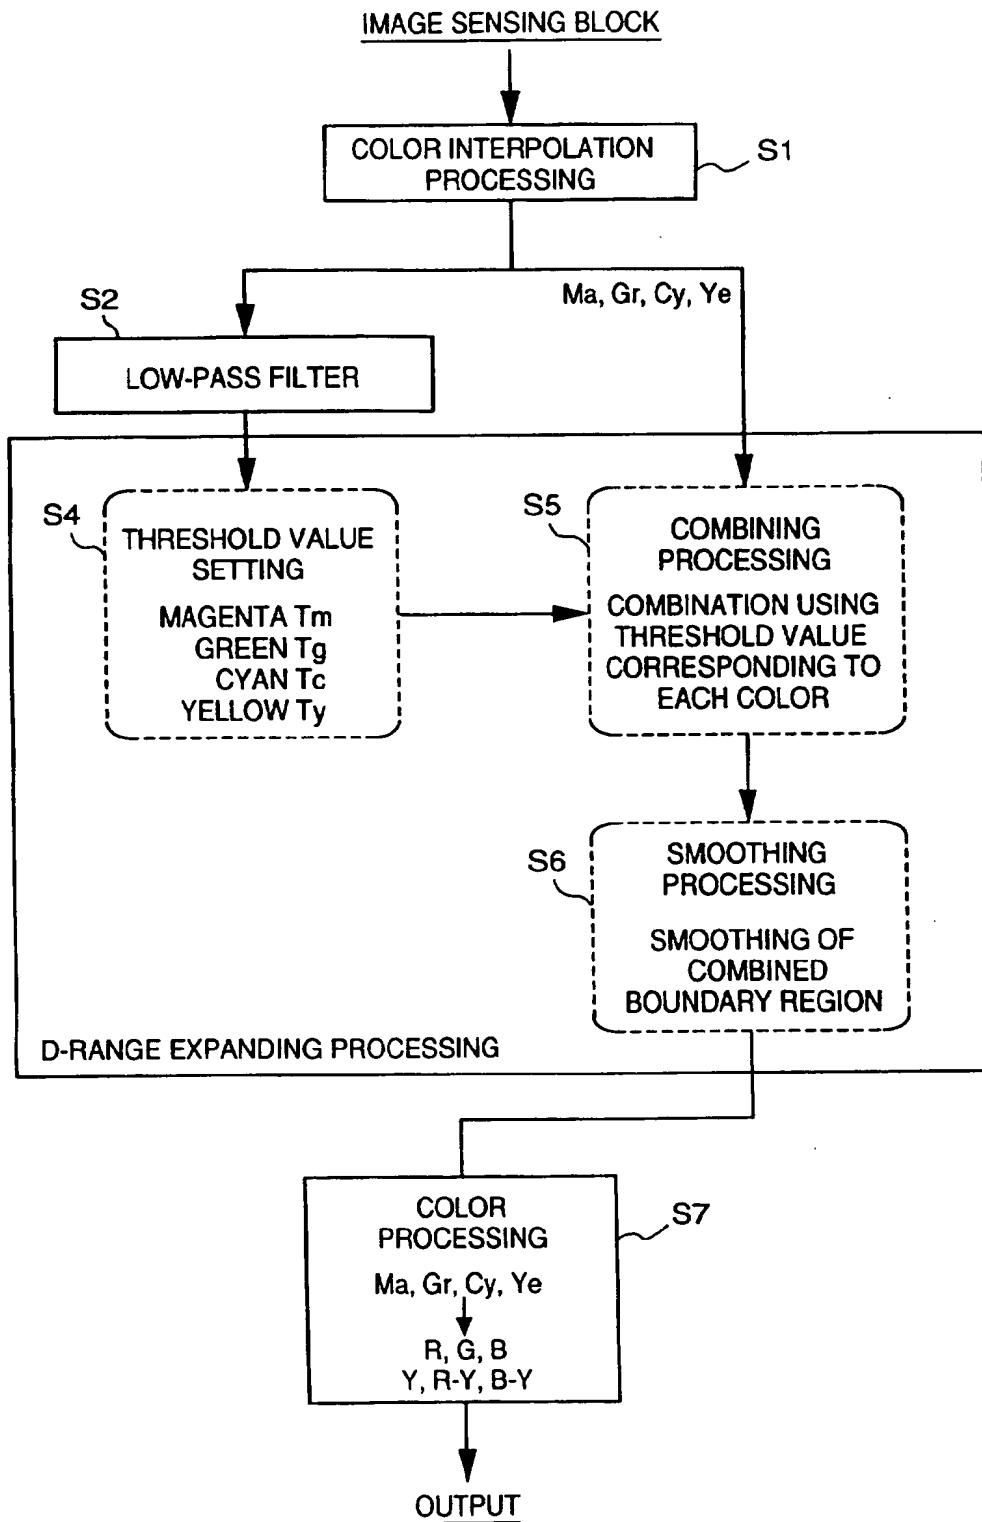 IMAGE SENSING BLOCK
COLOR INTERPOLATION
PROCESSING
S1
Ma, Gr, Cy, Ye
S2
LOW-PASS FILTER
S4
THRESHOLD VALUE
SETTING
MAGENTA Tm
GREEN Tg
CYAN Tc
YELLOW Ty
S5
COMBINING
PROCESSING
COMBINATION USING
THRESHOLD VALUE
CORRESPONDING TO
EACH COLOR
S6
SMOOTHING
PROCESSING
SMOOTHING OF
COMBINED
BOUNDARY REGION
D-RANGE EXPANDING PROCESSING
COLOR
PROCESSING
S7
Ma, Gr, Cy, Ye
R, G, B
Y, R-Y, B-Y
OUTPUT